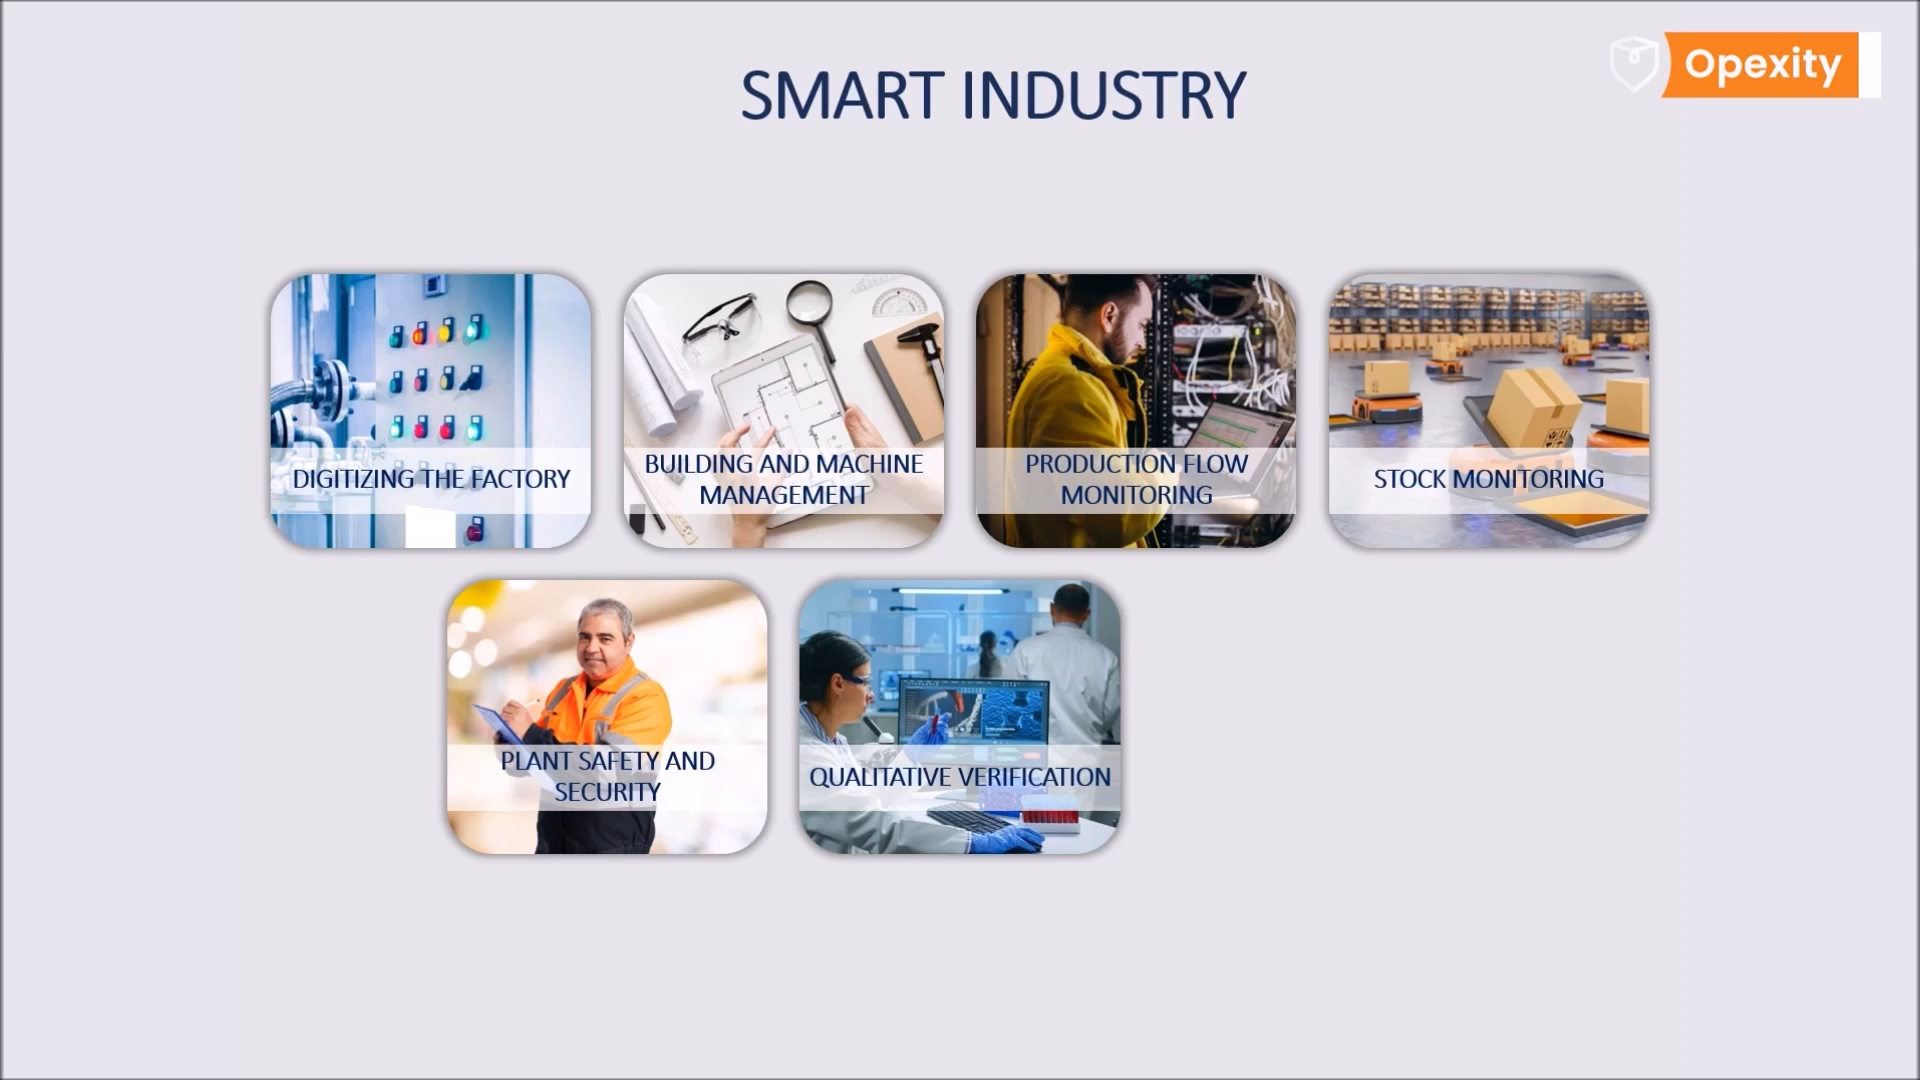 SMART INDUSTRY
Opexity
DIGITIZING THE FACTORY
BUILDING AND MACHINE
MANAGEMENT
PRODUCTION FLOW
MONITORING
STOCK MONITORING
PLANT SAFETY AND
SECURITY
QUALITATIVE VERIFICATION